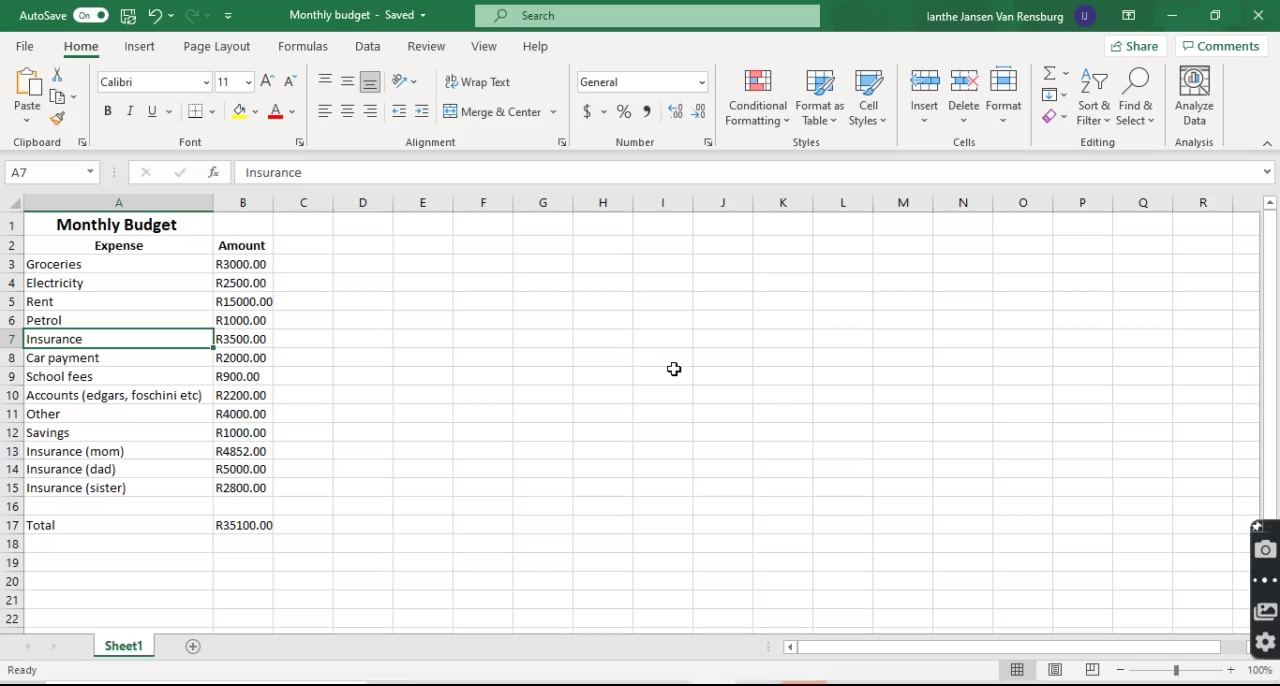 AutoSave On Monthly budget - Saved Search Ianthe Jansen Van Rensburg IJ
File Home Insert Page Layout Formulas Data Review View Help Share Comments
Paste Calibri 11 Wrap Text General Conditional Formatting Format as Table Cell Styles Insert Delete Format Sort & Filter Find & Select Analyze Data
B I U Merge & Center $ %
Clipboard Font Alignment Number Styles Cells Editing Analysis
A7 fx Insurance
A B C D E F G H I J K L M N O P Q R
1 Monthly Budget
2 Expense Amount
3 Groceries R3000.00
4 Electricity R2500.00
5 Rent R15000.00
6 Petrol R1000.00
7 Insurance R3500.00
8 Car payment R2000.00
9 School fees R900.00
10 Accounts (edgars, foschini etc) R2200.00
11 Other R4000.00
12 Savings R1000.00
13 Insurance (mom) R4852.00
14 Insurance (dad) R5000.00
15 Insurance (sister) R2800.00
16
17 Total R35100.00
18
19
20
21
22
Sheet1
Ready 100%